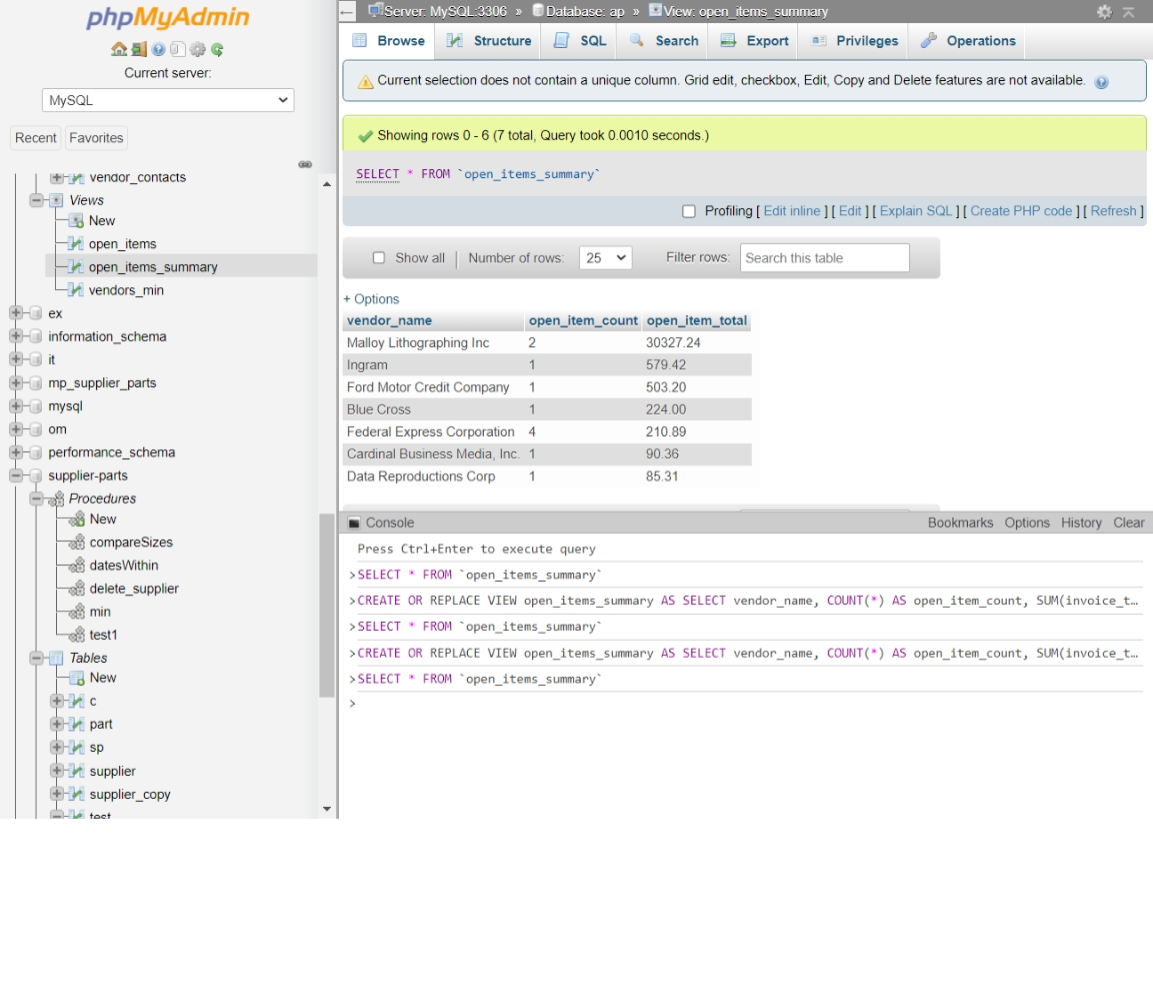 phpMyAdmin
Current server:
MySQL
Recent Favorites
vendor_contacts
Views
New
open_items
open_items_summary
vendors_min
ex
information_schema
it
mp_supplier_parts
mysql
om
performance_schema
supplier-parts
Procedures
New
compareSizes
datesWithin
delete_supplier
min
test1
Tables
New
c
part
sp
supplier
supplier_copy
test
Server: MySQL:3306 » Database: ap » View: open_items_summary
Browse Structure SQL Search Export Privileges Operations
Current selection does not contain a unique column. Grid edit, checkbox, Edit, Copy and Delete features are not available.
Showing rows 0 - 6 (7 total, Query took 0.0010 seconds.)
SELECT * FROM `open_items_summary`
Profiling [ Edit inline ] [ Edit ] [ Explain SQL ] [ Create PHP code ] [ Refresh ]
Show all Number of rows: 25 Filter rows: Search this table
+ Options
vendor_name open_item_count open_item_total
Malloy Lithographing Inc 2 30327.24
Ingram 1 579.42
Ford Motor Credit Company 1 503.20
Blue Cross 1 224.00
Federal Express Corporation 4 210.89
Cardinal Business Media, Inc. 1 90.36
Data Reproductions Corp 1 85.31
Console Bookmarks Options History Clear
Press Ctrl+Enter to execute query
>SELECT * FROM `open_items_summary`
>CREATE OR REPLACE VIEW open_items_summary AS SELECT vendor_name, COUNT(*) AS open_item_count, SUM(invoice_t…
>SELECT * FROM `open_items_summary`
>CREATE OR REPLACE VIEW open_items_summary AS SELECT vendor_name, COUNT(*) AS open_item_count, SUM(invoice_t…
>SELECT * FROM `open_items_summary`
>